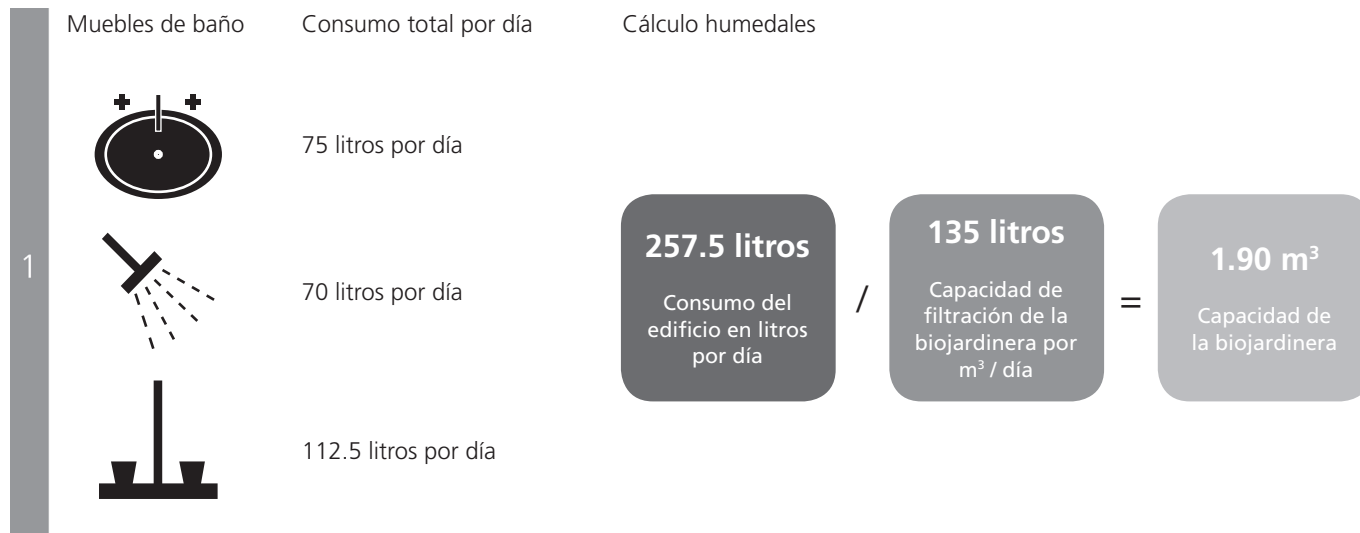 Muebles de baño
Consumo total por día
Cálculo humedales
1
75 litros por día
70 litros por día
112.5 litros por día
257.5 litros
Consumo del
edificio en litros
por día
/
135 litros
Capacidad de
filtración de la
biojardinera por
m³ / día
=
1.90 m³
Capacidad de
la biojardinera